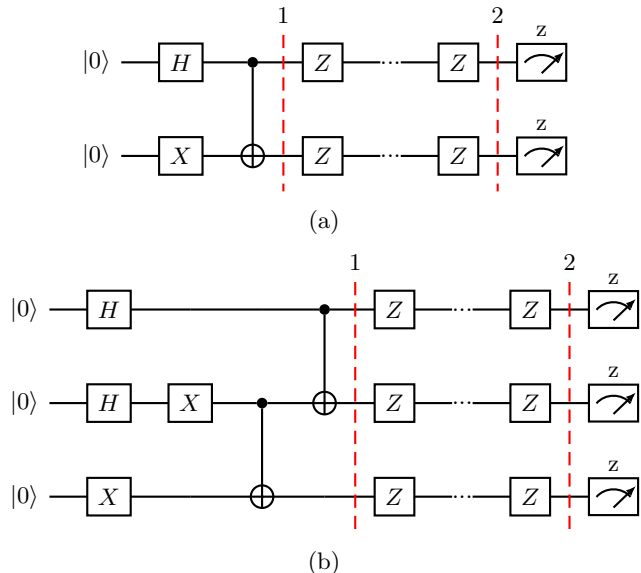 1 2 z
|0⟩ H Z ... Z
z
|0⟩ X Z ... Z
(a)
1 2 z
|0⟩ H Z ... Z
z
|0⟩ H X Z ... Z
z
|0⟩ X Z ... Z
(b)